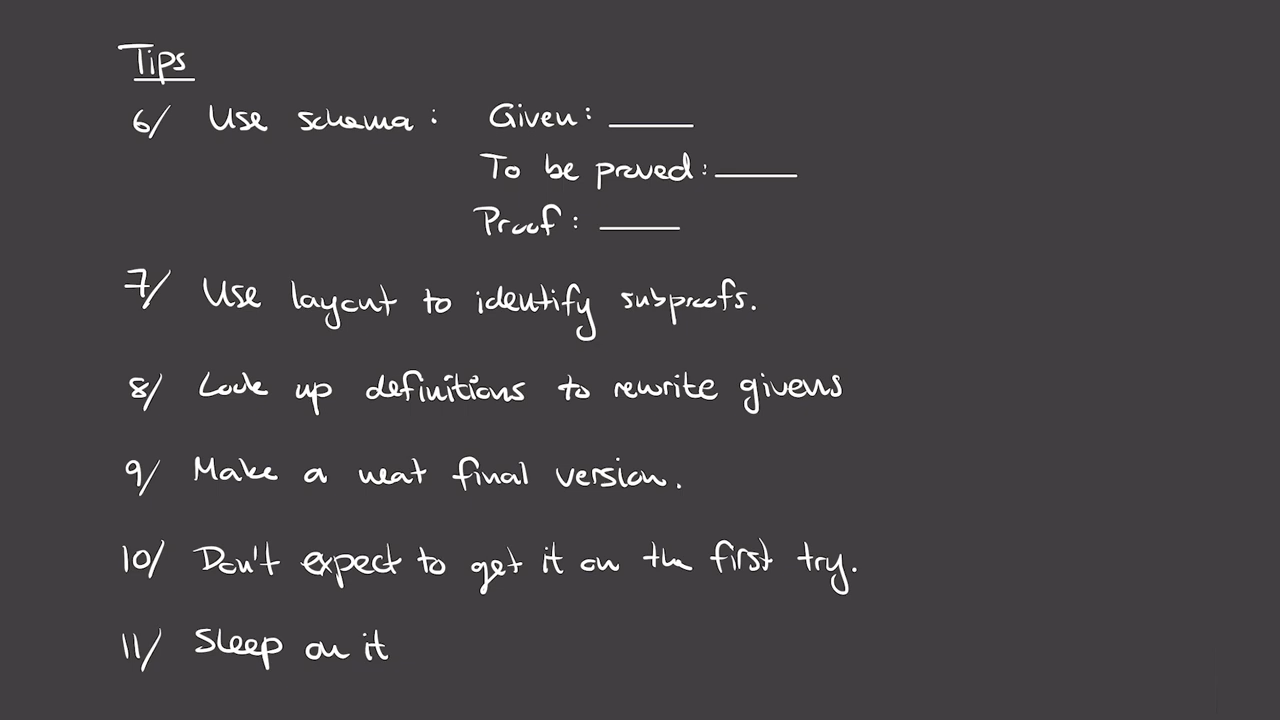 Tips
6/ Use schema: Given: ____
To be proved: ____
Proof: ____
7/ Use layout to identify subproofs.
8/ Look up definitions to rewrite givens
9/ Make a neat final version.
10/ Don't expect to get it on the first try.
11/ Sleep on it